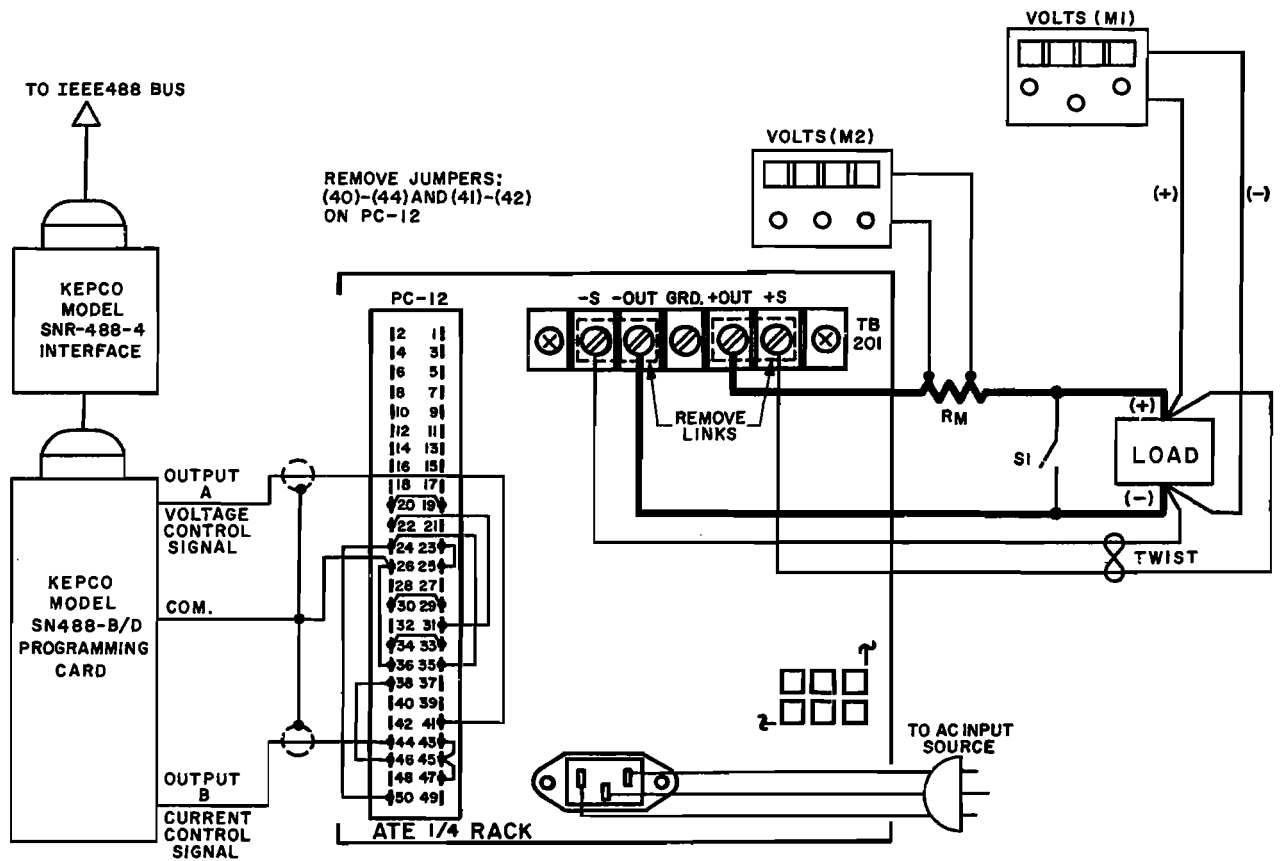 VOLTS (M1)
TO IEEE488 BUS
VOLTS (M2)
REMOVE JUMPERS:
(40)-(44) AND (41)-(42)
ON PC-12
(+)
(-)
KEPCO
MODEL
SNR-488-4
INTERFACE
PC-12
-S -OUT GRD. +OUT +S
TB
201
2 1
4 3
6 5
8 7
10 9
12 11
14 13
16 15
18 17
20 19
22 21
24 23
26 25
28 27
30 29
32 31
34 33
36 35
38 37
40 39
42 41
44 43
46 45
48 47
50 49
REMOVE
LINKS
RM
S1
(+)
LOAD
(-)
TWIST
OUTPUT
A
VOLTAGE
CONTROL
SIGNAL
KEPCO
MODEL
SN488-B/D
PROGRAMMING
CARD
COM.
OUTPUT
B
CURRENT
CONTROL
SIGNAL
TO AC INPUT
SOURCE
ATE 1/4 RACK